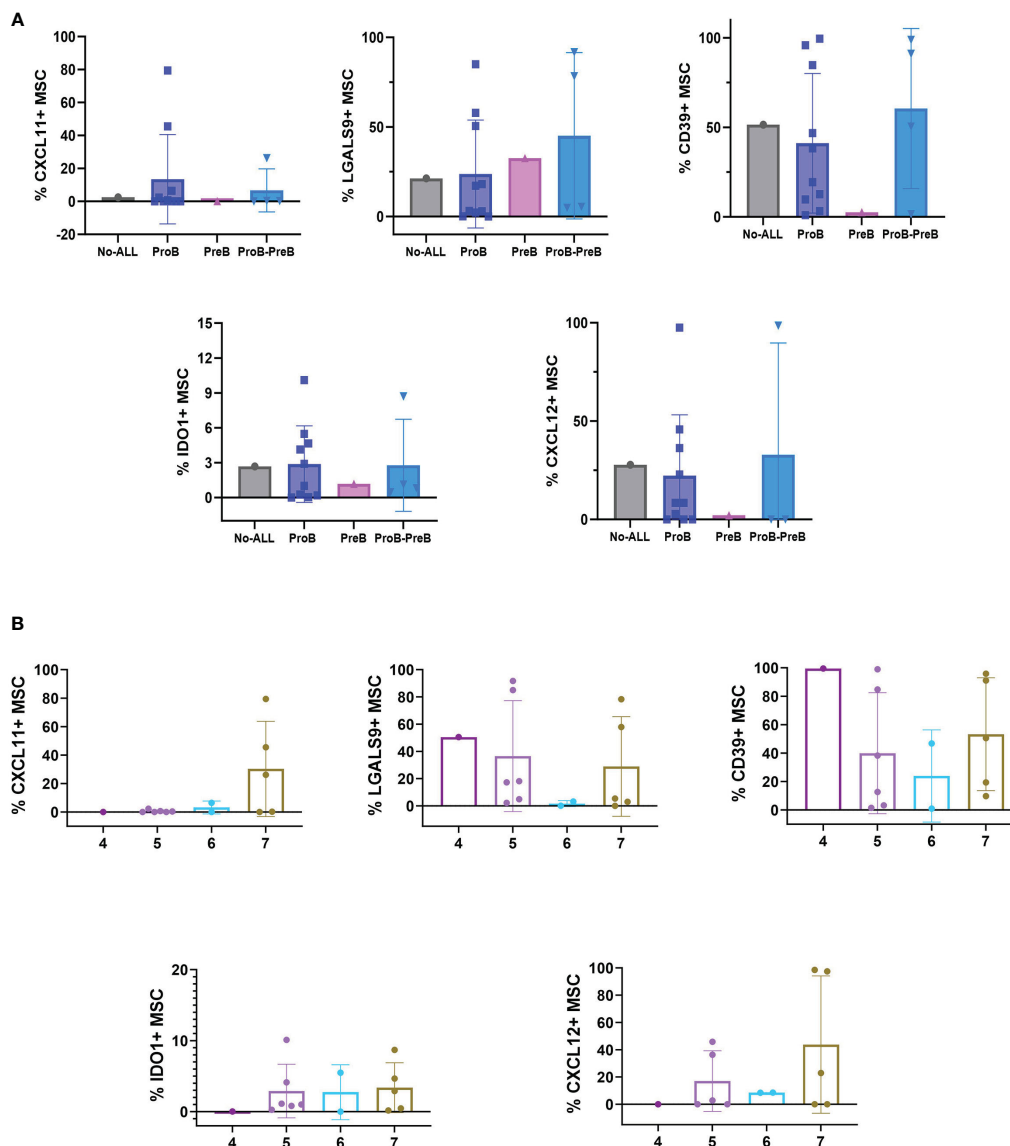 A
% CXCL11+ MSC
100
80
60
40
20
0
-20
No-ALL ProB PreB ProB-PreB
% LGALS9+ MSC
100
50
0
No-ALL ProB PreB ProB-PreB
% CD39+ MSC
100
50
0
No-ALL ProB PreB ProB-PreB
% IDO1+ MSC
15
12
9
6
3
0
No-ALL ProB PreB ProB-PreB
% CXCL12+ MSC
100
50
0
No-ALL ProB PreB ProB-PreB
B
% CXCL11+ MSC
100
80
60
40
20
0
4 5 6 7
% LGALS9+ MSC
100
80
60
40
20
0
4 5 6 7
% CD39+ MSC
100
80
60
40
20
0
4 5 6 7
% IDO1+ MSC
20
10
0
4 5 6 7
% CXCL12+ MSC
100
80
60
40
20
0
4 5 6 7